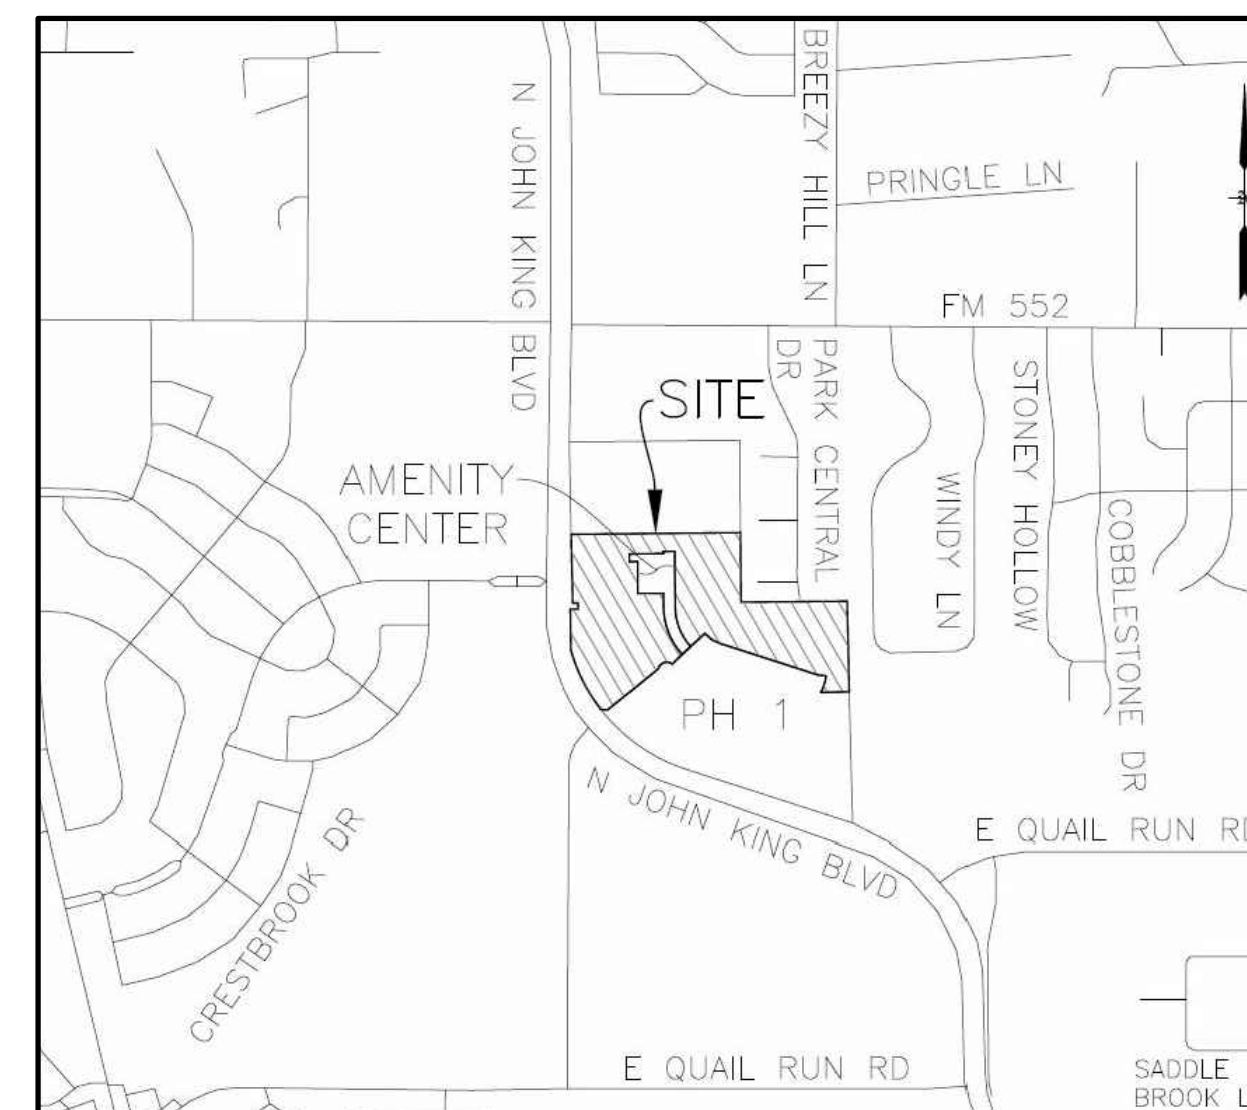 N JOHN KING BLVD
BREEZY HILL LN
PRINGLE LN
FM 552
PARK CENTRAL
DR
SITE
STONEY HOLLOW
AMENITY
CENTER
WINDY LN
COBBLESTONE DR
PH 1
N JOHN KING BLVD
E QUAIL RUN
CRESTBROOK DR
E QUAIL RUN RD
SADDLE
BROOK